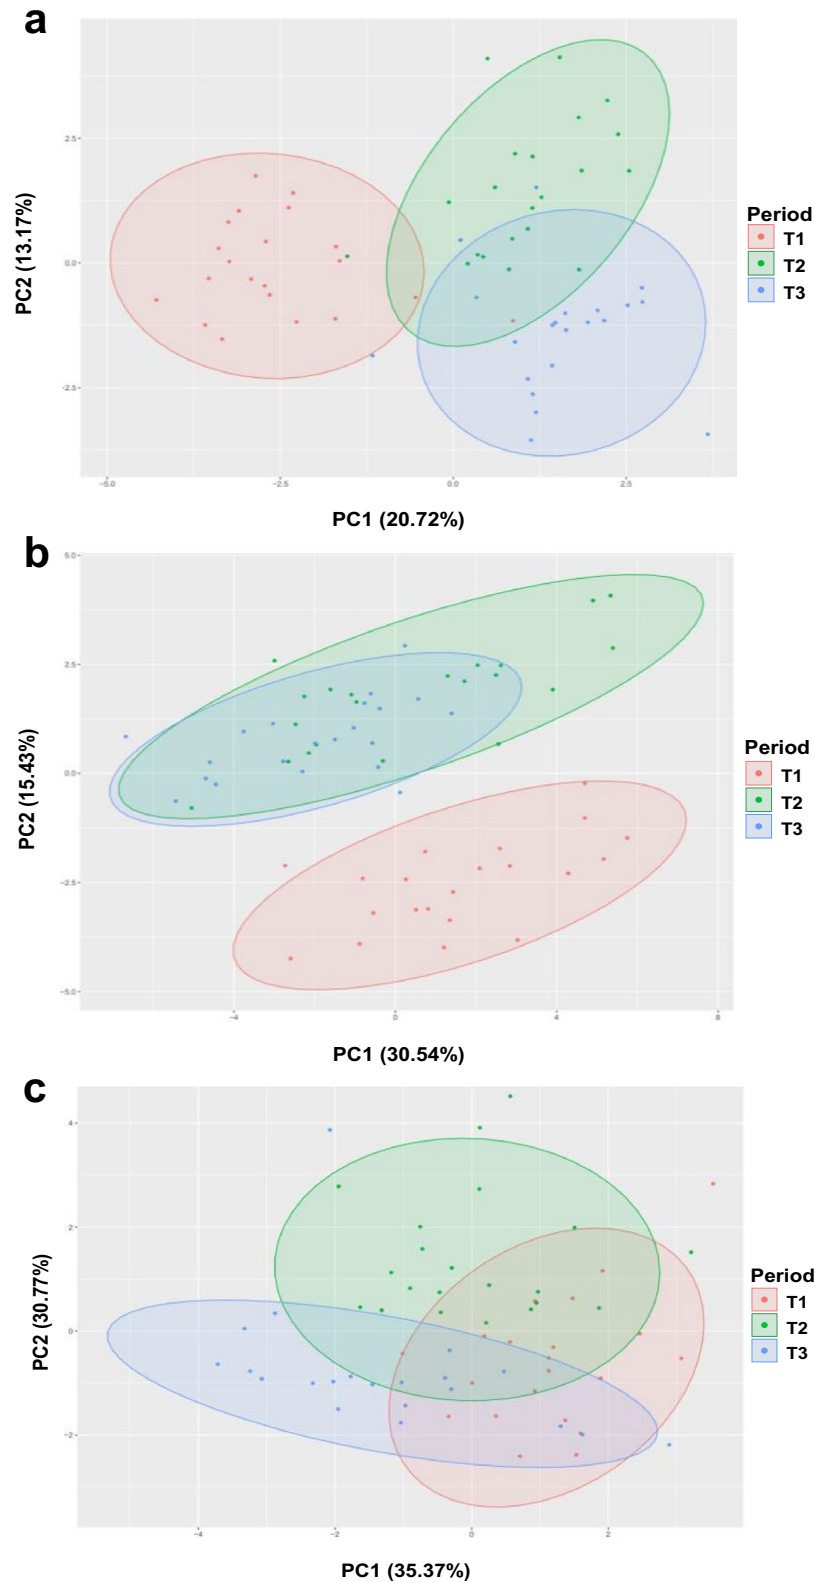 a
2.5
0.0
−2.5
−5.0
−2.5
0.0
2.5
PC2 (13.17%)
PC1 (20.72%)
Period
T1
T2
T3
b
5.0
2.5
0.0
−2.5
−5.0
−4
0
4
8
PC2 (15.43%)
PC1 (30.54%)
Period
T1
T2
T3
c
4
2
0
−2
−4
−2
0
2
PC2 (30.77%)
PC1 (35.37%)
Period
T1
T2
T3